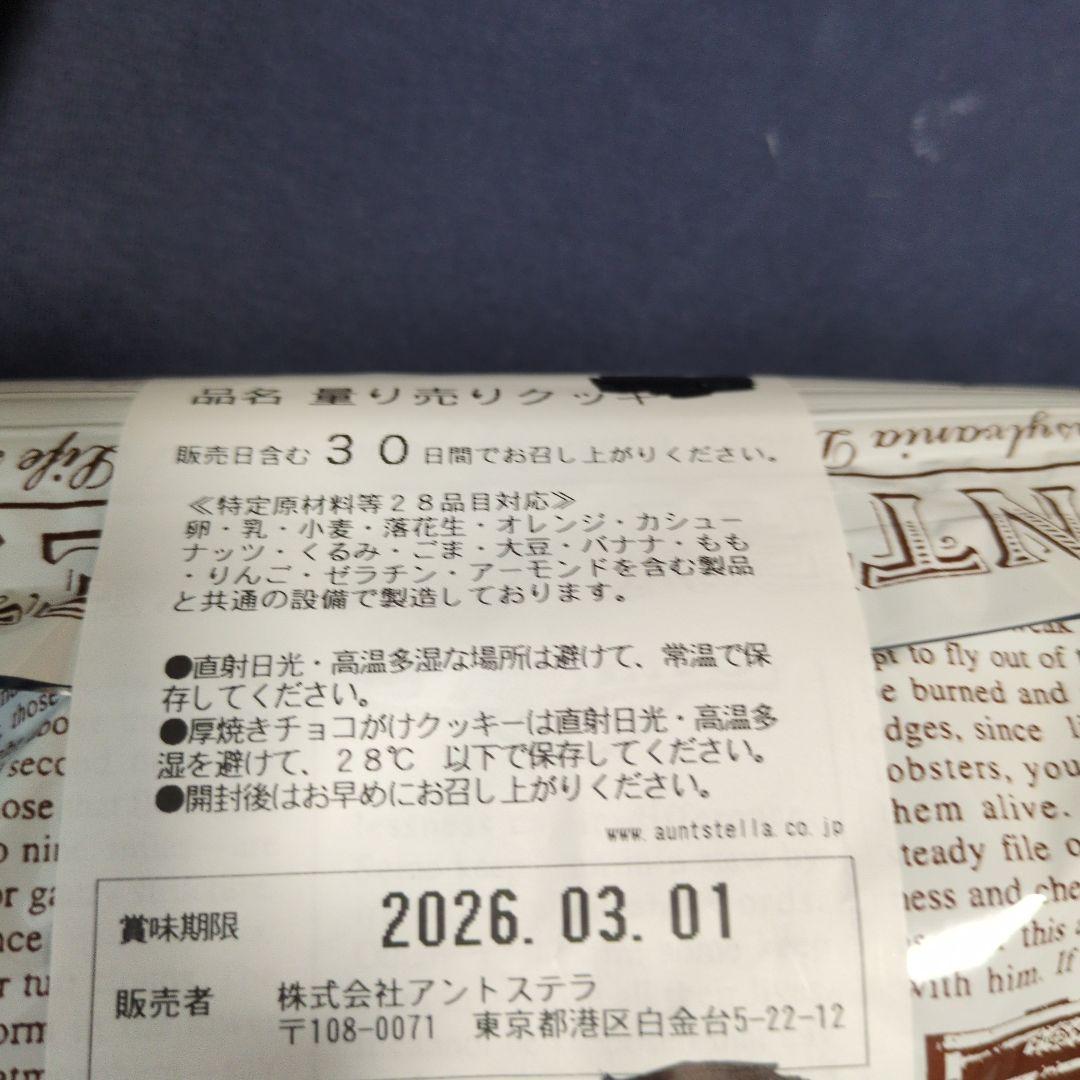 品名 量り売りクッキ
販売日含む 30 日間でお召し上がりください。
≪特定原材料等28品目対応≫
卵・乳・小麦・落花生・オレンジ・カシュー
ナッツ・くるみ・ごま・大豆・バナナ・もも
・りんご・ゼラチン・アーモンドを含む製品
と共通の設備で製造しております。
●直射日光・高温多湿な場所は避けて、常温で保
存してください。
●厚焼きチョコがけクッキーは直射日光・高温多
湿を避けて、28℃ 以下で保存してください。
●開封後はお早めにお召し上がりください。
www.auntstella.co.jp
賞味期限 2026.03.01
販売者 株式会社アントステラ
〒108-0071 東京都港区白金台5-22-12
Life
NT
to fly out of
e burned and
dges, since
obsters, you
hem alive.
teady file
ness and
this
with him. If
those